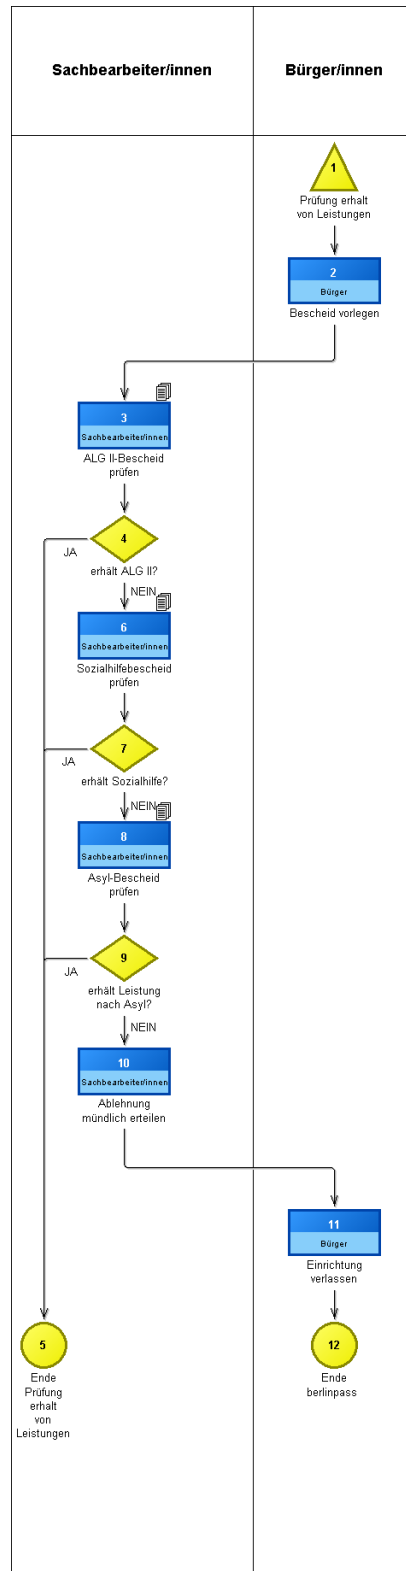 Sachbearbeiter/innen
Bürger/innen
1
Prüfung erhalt
von Leistungen
2
Bürger
Bescheid vorlegen
3
Sachbearbeiter/innen
ALG II-Bescheid
prüfen
4
JA
erhält ALG II?
NEIN
6
Sachbearbeiter/innen
Sozialhilfebescheid
prüfen
7
JA
erhält Sozialhilfe?
NEIN
8
Sachbearbeiter/innen
Asyl-Bescheid
prüfen
9
JA
erhält Leistung
nach Asyl?
NEIN
10
Sachbearbeiter/innen
Ablehnung
mündlich erteilen
11
Bürger
Einrichtung
verlassen
5
Ende
Prüfung
erhalt
von
Leistungen
12
Ende
berlinpass